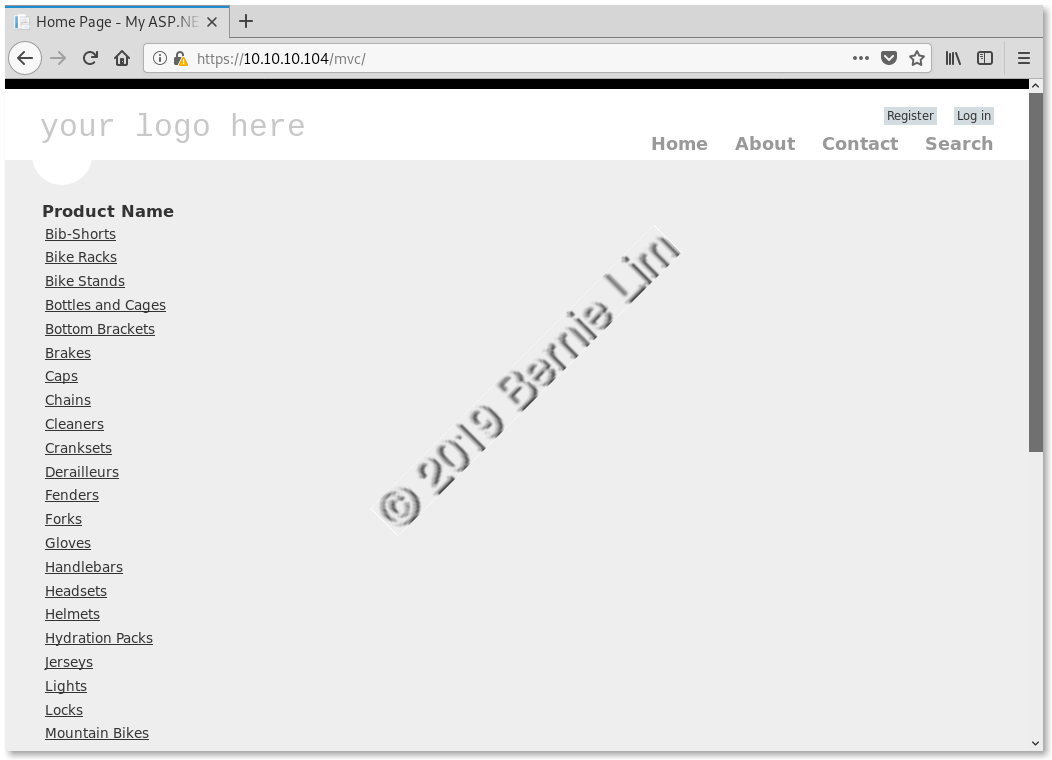 Home Page - My ASP.NE
https://10.10.10.104/mvc/
your logo here
Register Log in
Home About Contact Search
Product Name
Bib-Shorts
Bike Racks
Bike Stands
Bottles and Cages
Bottom Brackets
Brakes
Caps
Chains
Cleaners
Cranksets
Derailleurs
Fenders
Forks
Gloves
Handlebars
Headsets
Helmets
Hydration Packs
Jerseys
Lights
Locks
Mountain Bikes
© 2019 Bernie Lim